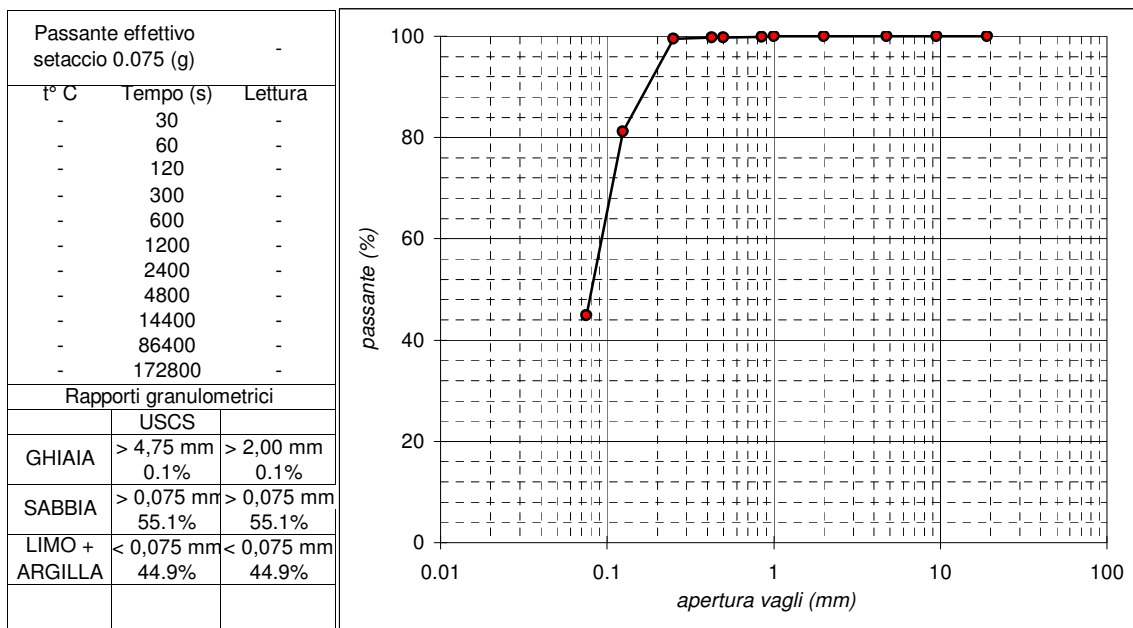 Passante effettivo
setaccio 0.075 (g) -
t° C Tempo (s) Lettura
- 30 -
- 60 -
- 120 -
- 300 -
- 600 -
- 1200 -
- 2400 -
- 4800 -
- 14400 -
- 86400 -
- 172800 -
Rapporti granulometrici
USCS
GHIAIA > 4,75 mm > 2,00 mm
0.1% 0.1%
SABBIA > 0,075 mm > 0,075 mm
55.1% 55.1%
LIMO + < 0,075 mm < 0,075 mm
ARGILLA 44.9% 44.9%
passante (%)
100
80
60
40
20
0
0.01 0.1 1 10 100
apertura vagli (mm)